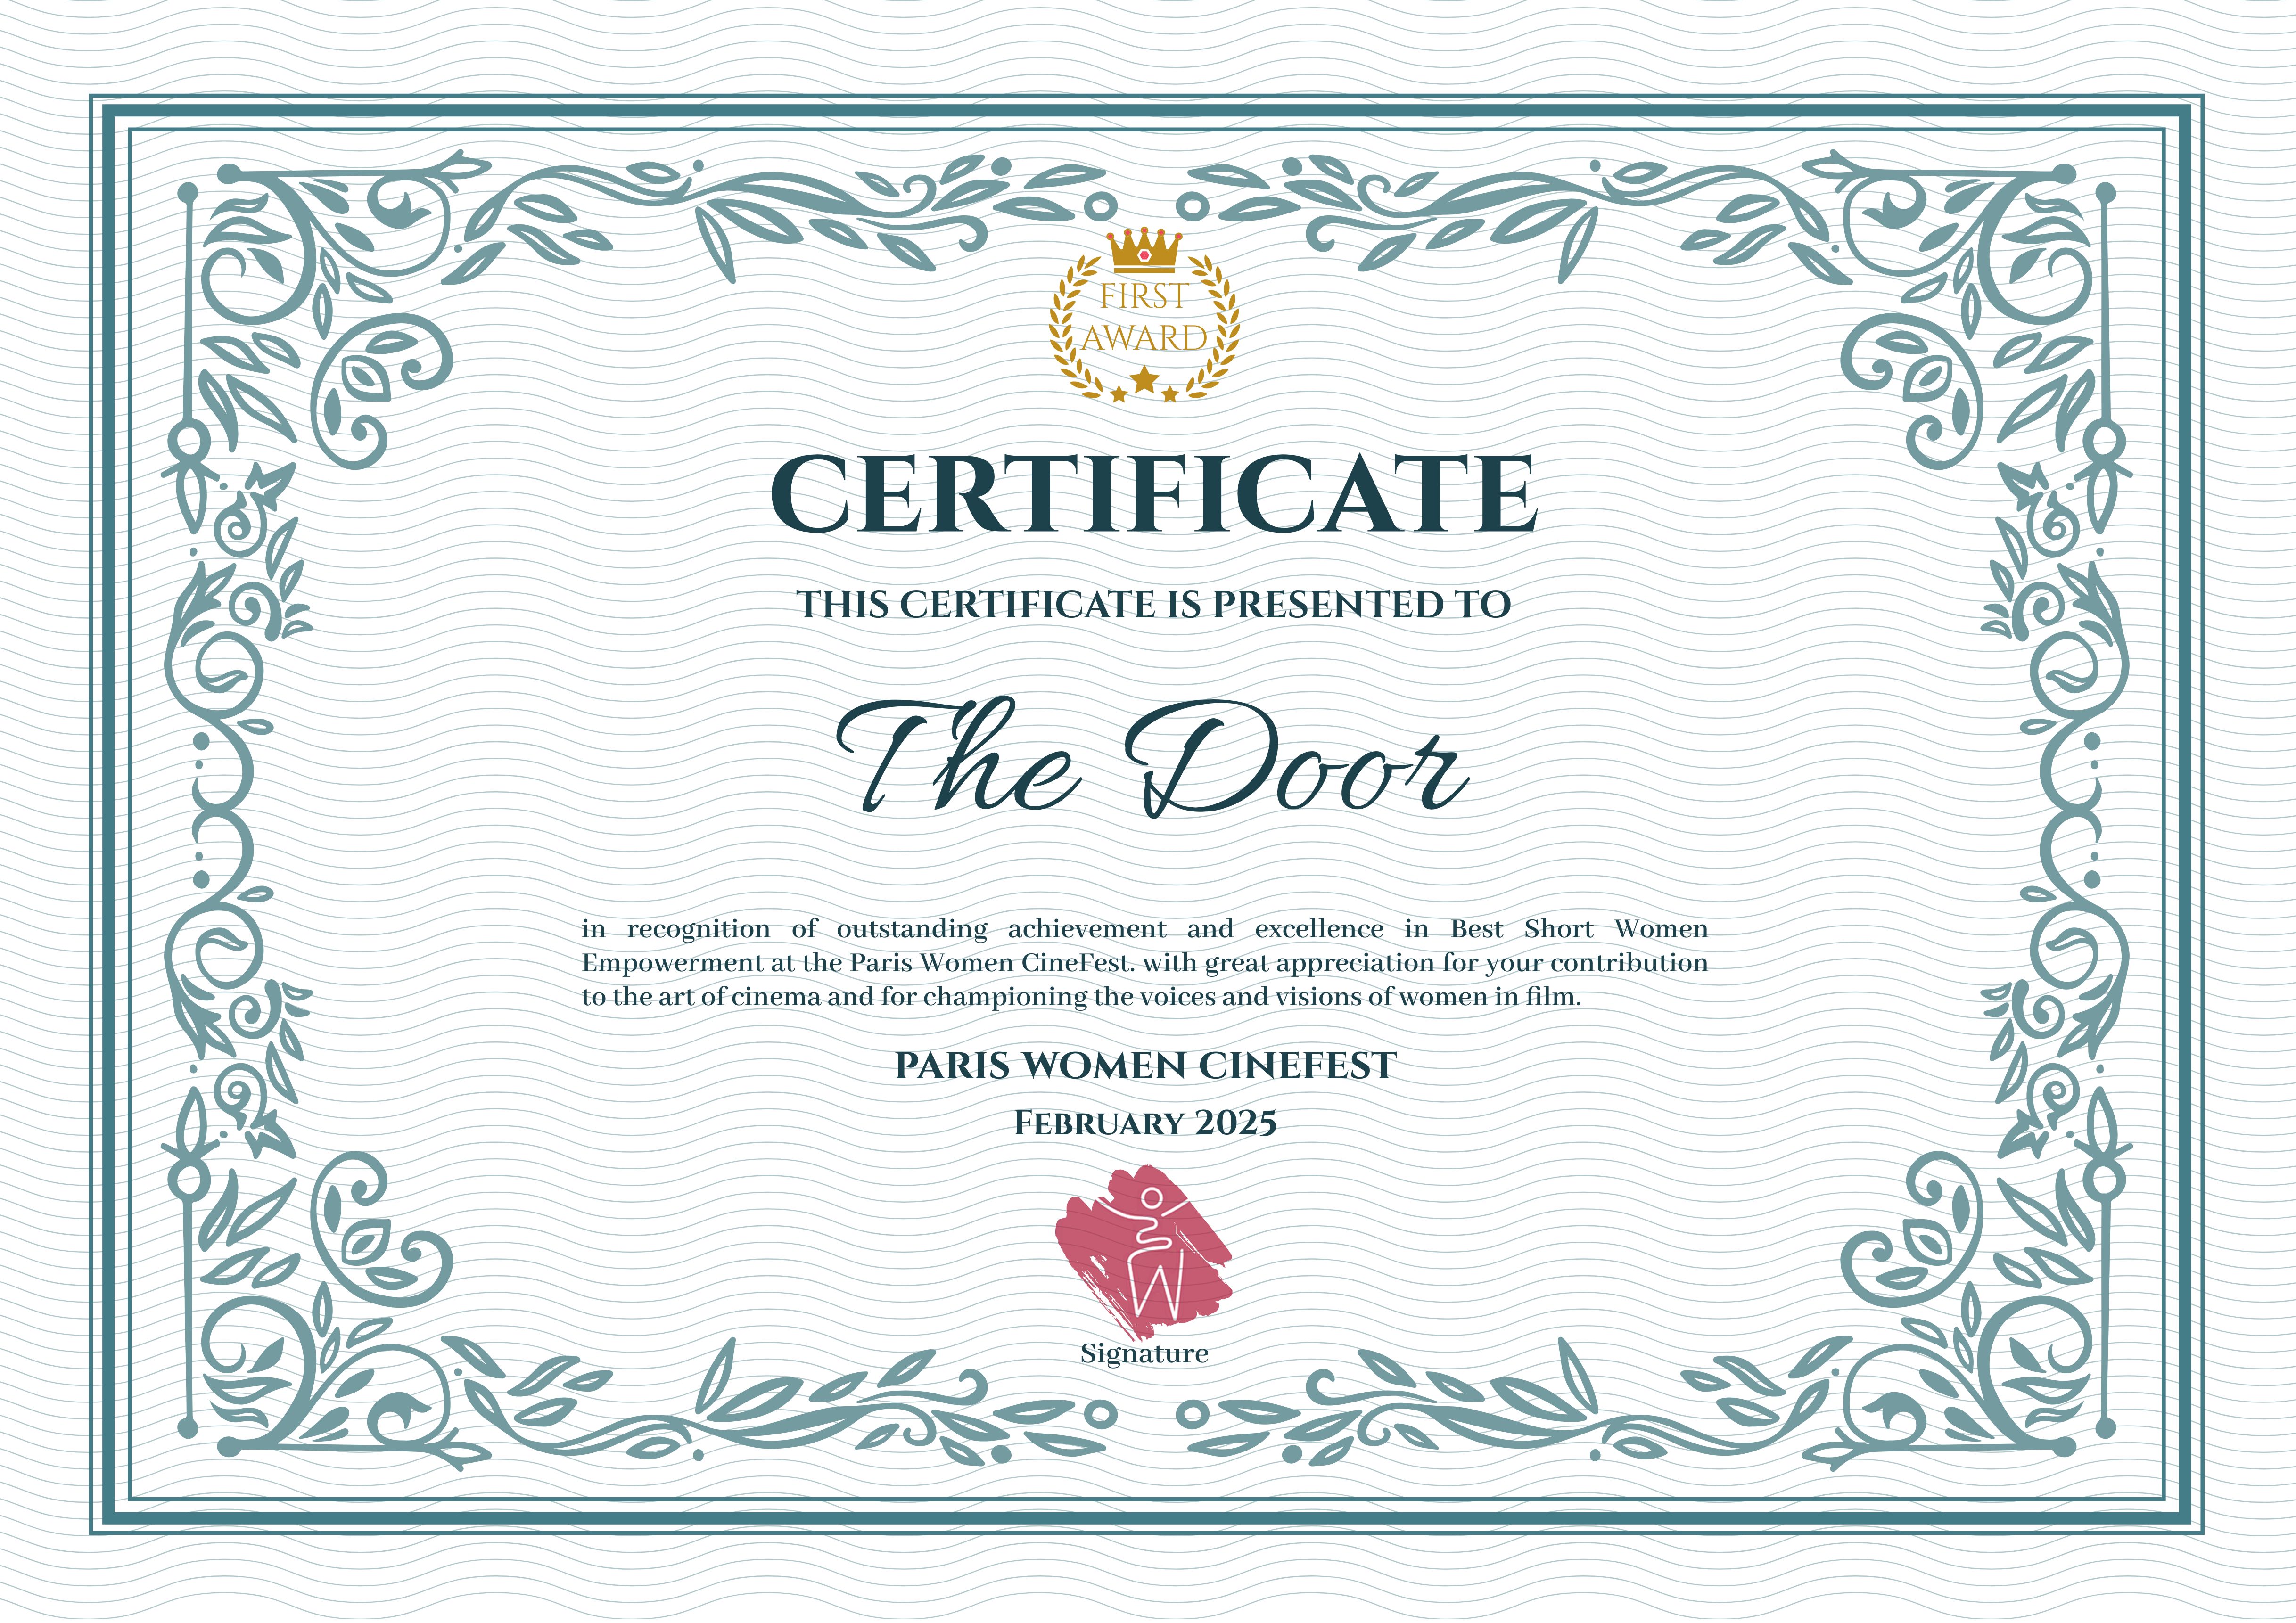 FIRST
AWARD
CERTIFICATE
THIS CERTIFICATE IS PRESENTED TO
The Door
in recognition of outstanding achievement and excellence in Best Short Women
Empowerment at the Paris Women CineFest. with great appreciation for your contribution
to the art of cinema and for championing the voices and visions of women in film.
PARIS WOMEN CINEFEST
FEBRUARY 2025
Signature